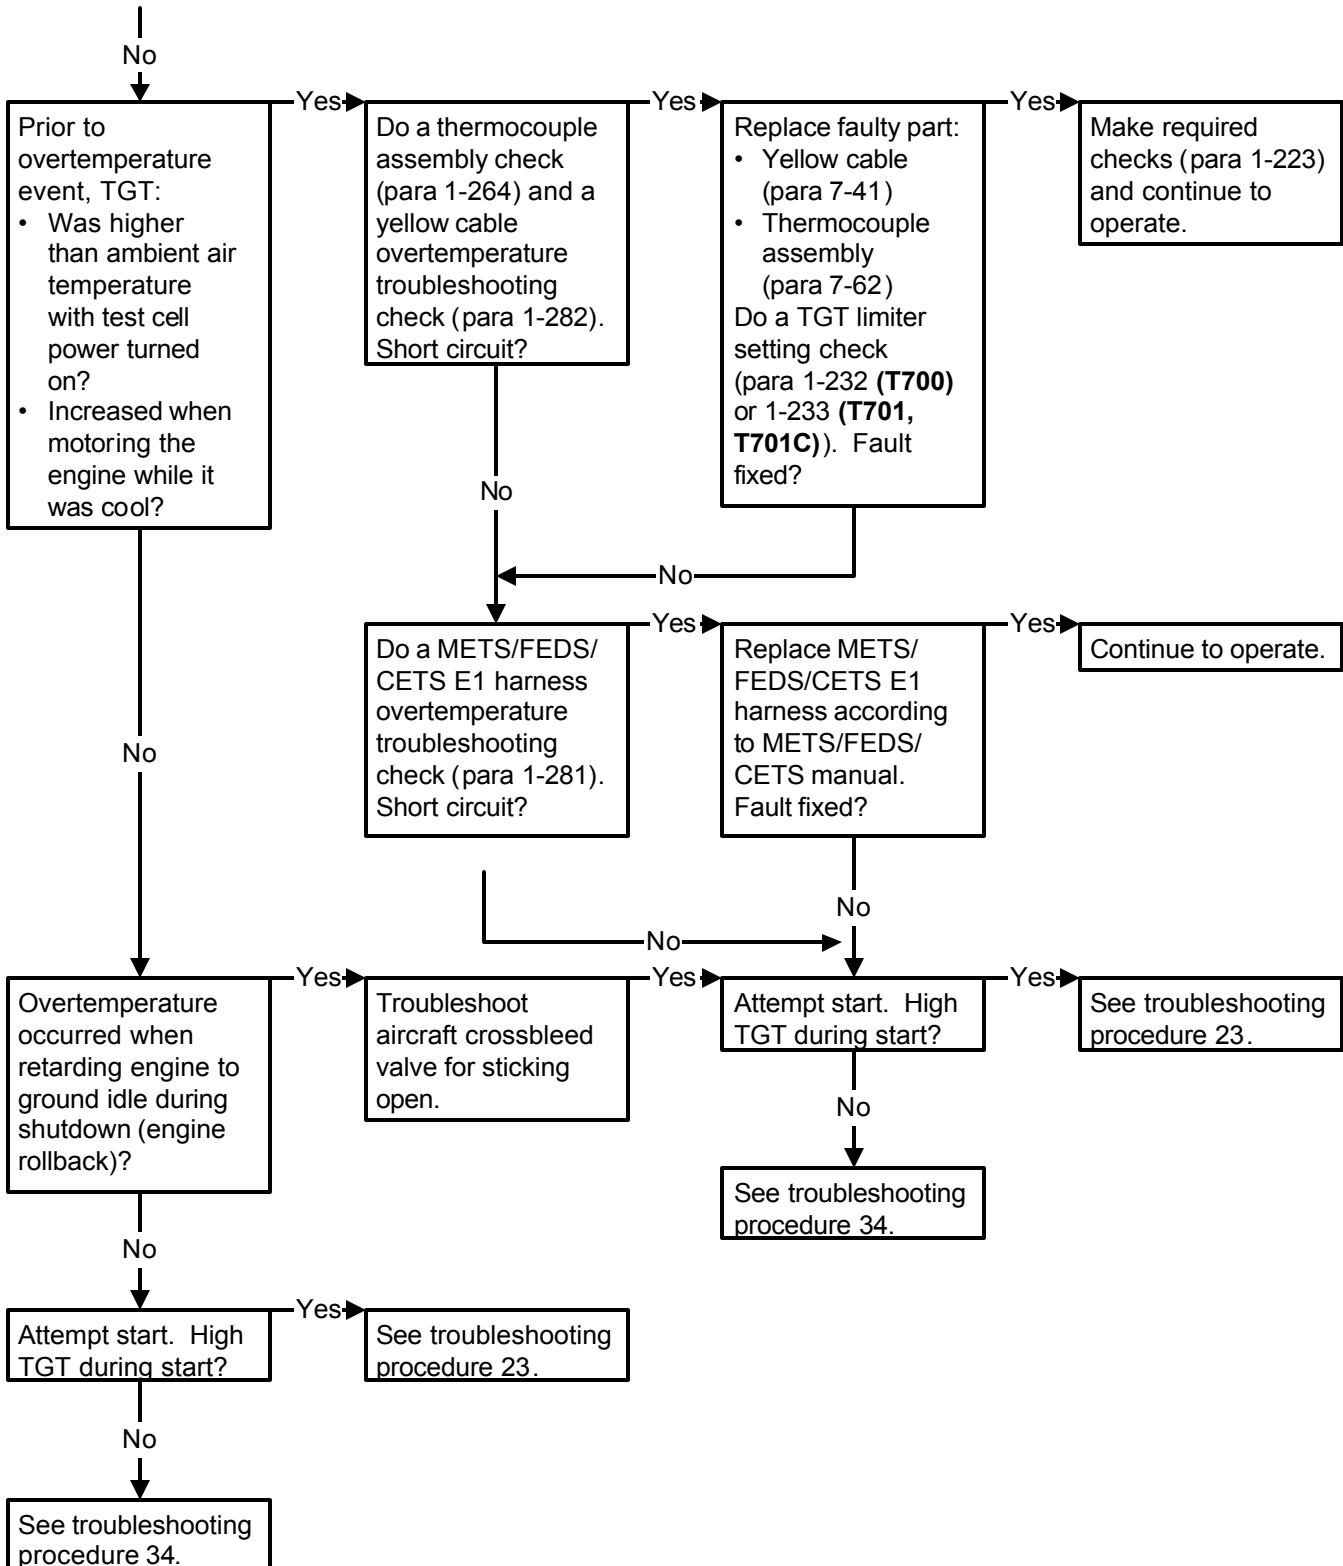 No
Prior to
overtemperature
event, TGT:
• Was higher
than ambient air
temperature
with test cell
power turned
on?
• Increased when
motoring the
engine while it
was cool?
Yes
Do a thermocouple
assembly check
(para 1-264) and a
yellow cable
overtemperature
troubleshooting
check (para 1-282).
Short circuit?
Yes
Replace faulty part:
• Yellow cable
(para 7-41)
• Thermocouple
assembly
(para 7-62)
Do a TGT limiter
setting check
(para 1-232 (T700)
or 1-233 (T701,
T701C)). Fault
fixed?
Yes
Make required
checks (para 1-223)
and continue to
operate.
No
No
Do a METS/FEDS/
CETS E1 harness
overtemperature
troubleshooting
check (para 1-281).
Short circuit?
Yes
Replace METS/
FEDS/CETS E1
harness according
to METS/FEDS/
CETS manual.
Fault fixed?
Yes
Continue to operate.
No
No
No
Overtemperature
occurred when
retarding engine to
ground idle during
shutdown (engine
rollback)?
Yes
Troubleshoot
aircraft crossbleed
valve for sticking
open.
Yes
Attempt start. High
TGT during start?
Yes
See troubleshooting
procedure 23.
No
See troubleshooting
procedure 34.
No
Attempt start. High
TGT during start?
Yes
See troubleshooting
procedure 23.
No
See troubleshooting
procedure 34.